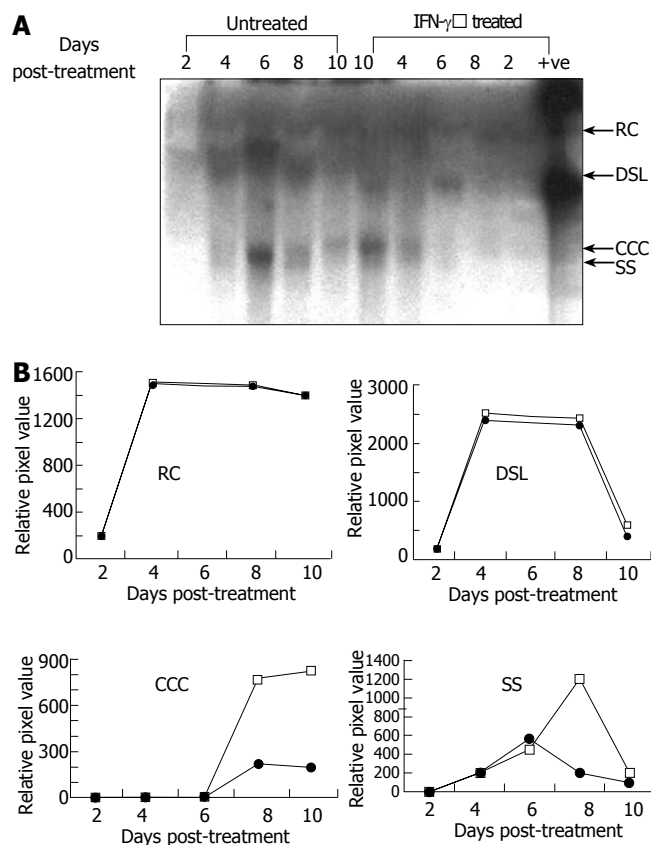 A
Untreated
IFN-γ□ treated
Days post-treatment
2 4 6 8 10 10 4 6 8 2 +ve
RC
DSL
CCC
SS
B
Relative pixel value
1600
1200
800
400
0
RC
2 4 6 8 10
Days post-treatment
Relative pixel value
3000
2000
1000
0
DSL
2 4 6 8 10
Days post-treatment
Relative pixel value
900
600
300
0
CCC
2 4 6 8 10
Days post-treatment
Relative pixel value
1400
1200
1000
800
600
400
200
0
SS
2 4 6 8 10
Days post-treatment